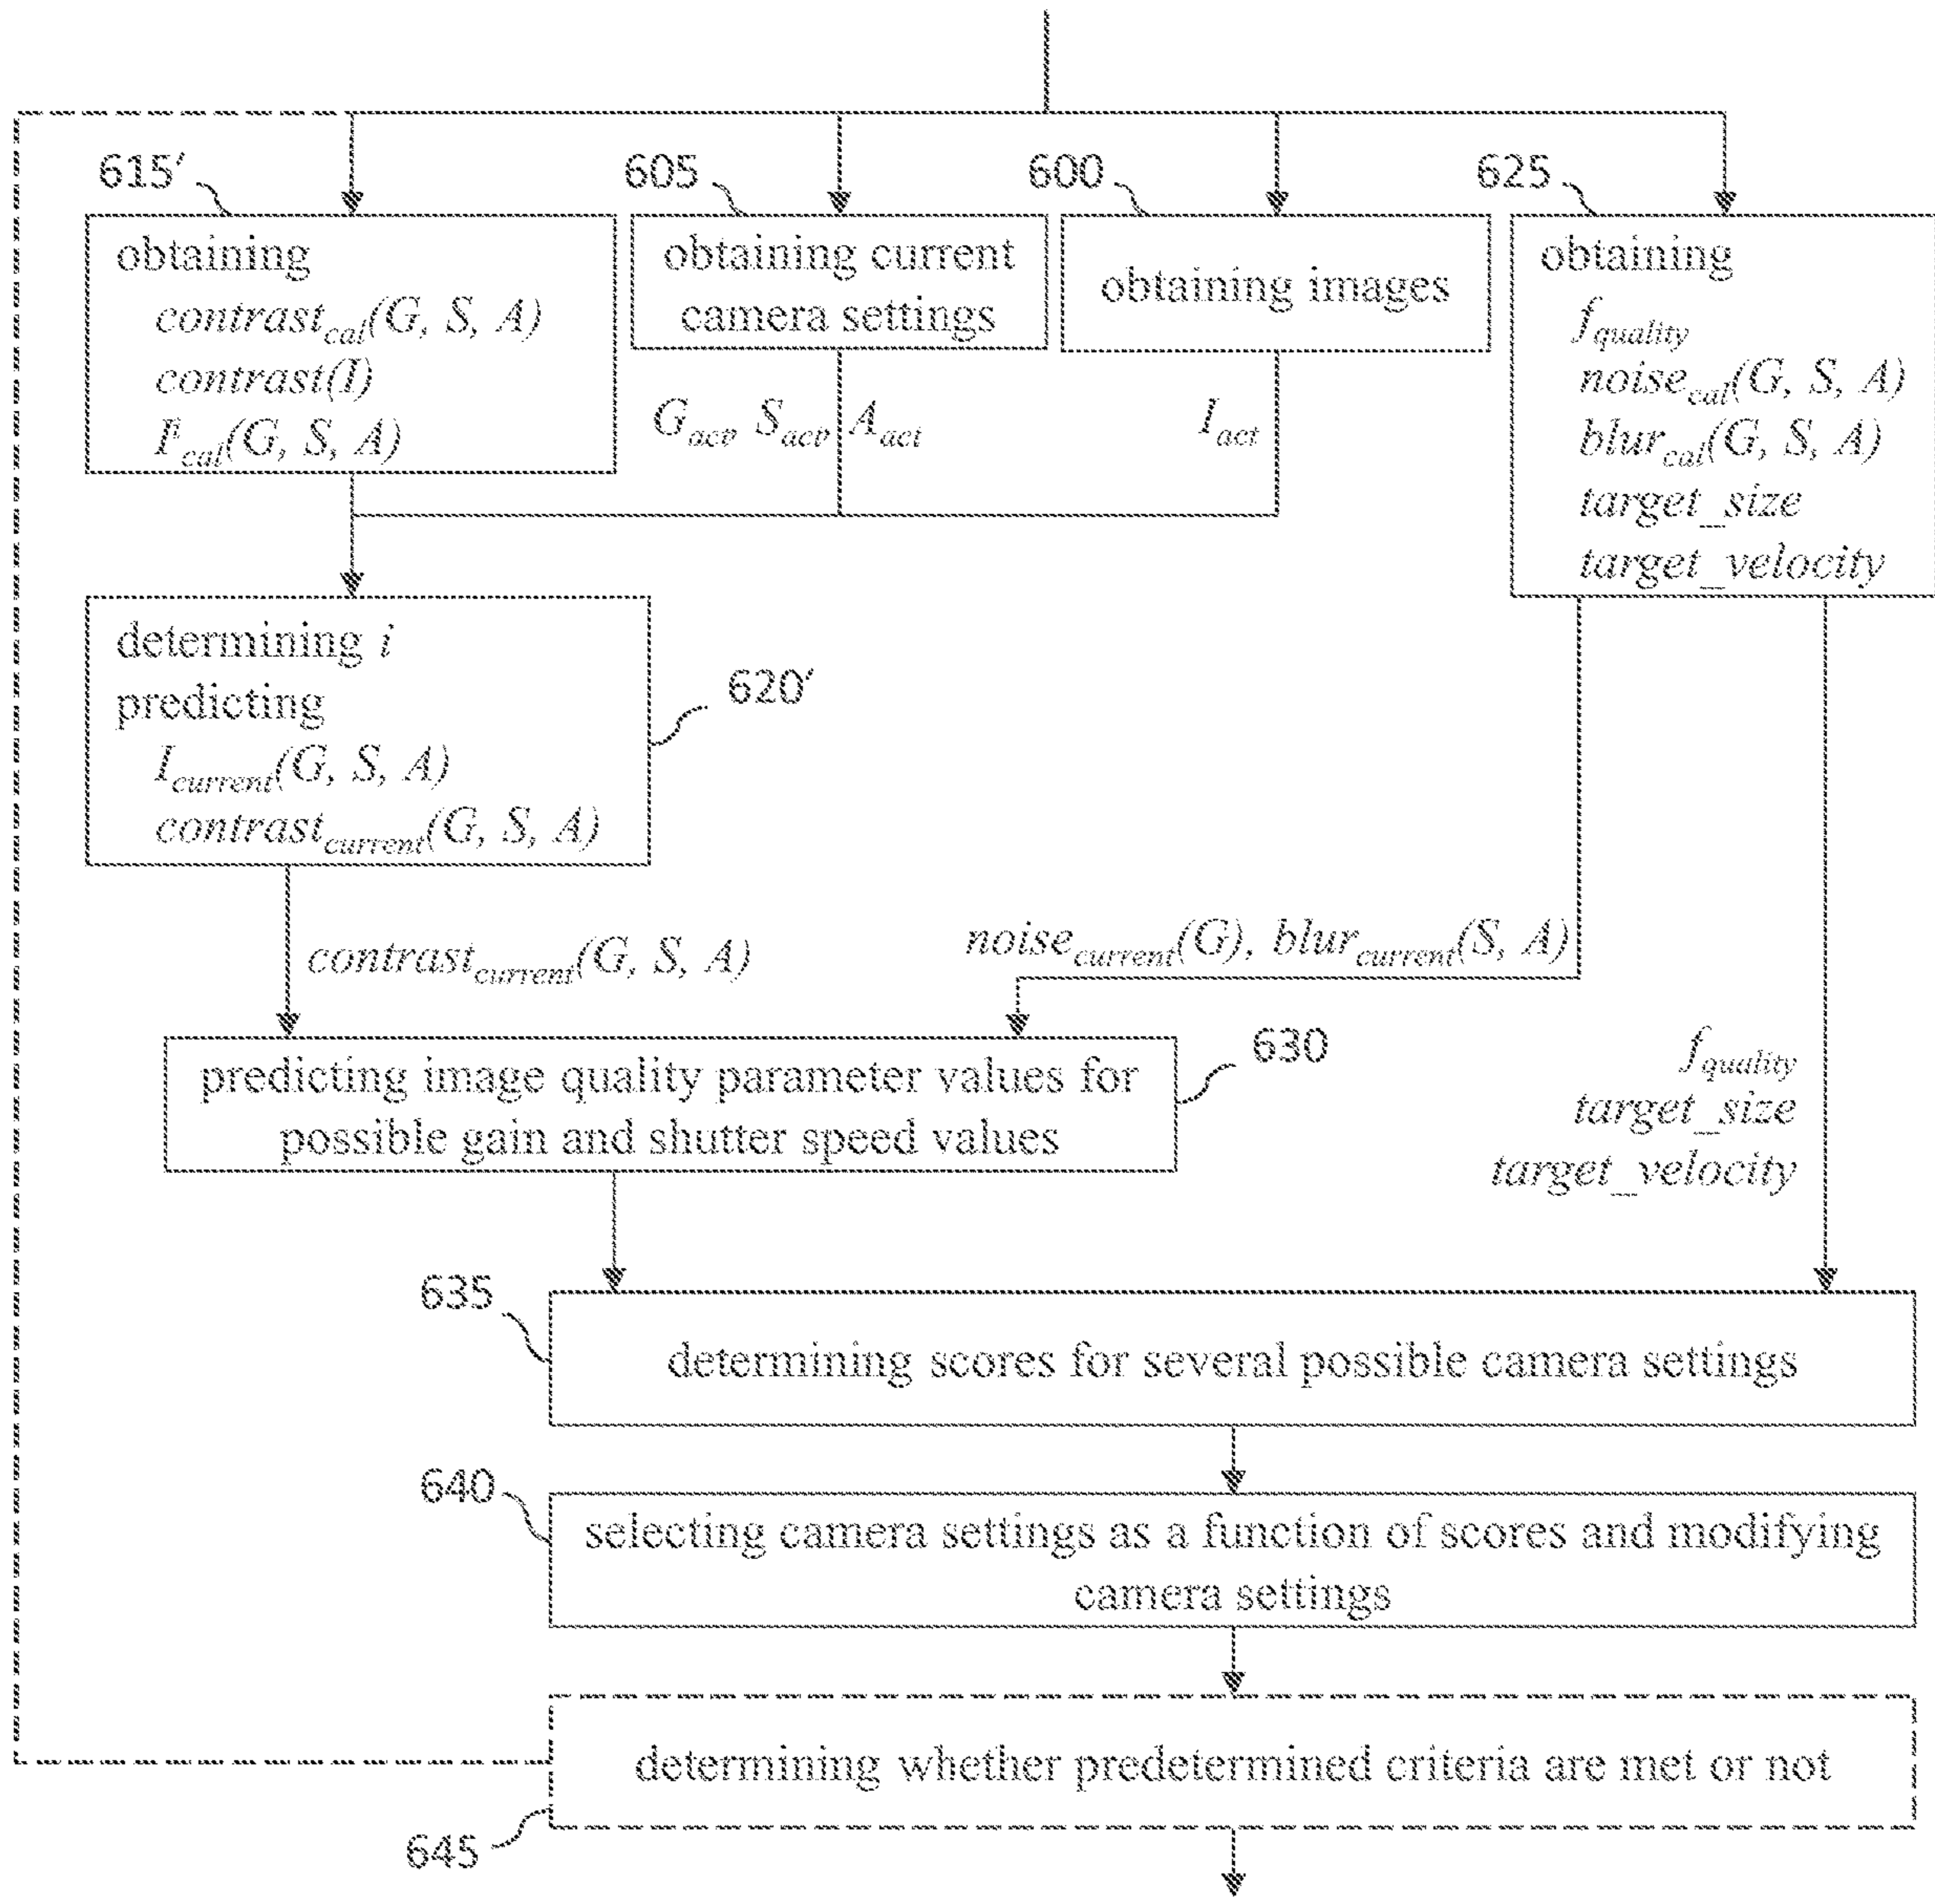 615'
605
600
625
obtaining
contrast_cal(G, S, A)
contrast(I)
I_cal(G, S, A)
obtaining current
camera settings
obtaining images
obtaining
f_quality
noise_cal(G, S, A)
blur_cal(G, S, A)
target_size
target_velocity
G_act, S_act, A_act
I_act
determining i
predicting
I_current(G, S, A)
contrast_current(G, S, A)
620'
contrast_current(G, S, A)
noise_current(G), blur_current(S, A)
predicting image quality parameter values for
possible gain and shutter speed values
630
f_quality
target_size
target_velocity
635
determining scores for several possible camera settings
640
selecting camera settings as a function of scores and modifying
camera settings
determining whether predetermined criteria are met or not
645